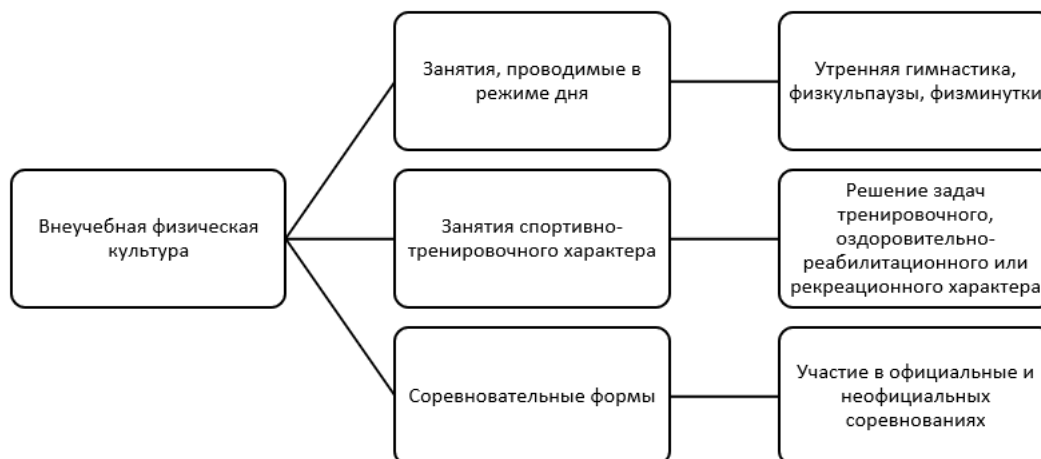 Занятия, проводимые в
режиме дня
Утренняя гимнастика,
физкульпаузы, физминутки
Внеучебная физическая
культура
Занятия спортивно-
тренировочного характера
Решение задач
тренировочного,
оздоровительно-
реабилитационного или
рекреационного характера
Соревновательные формы
Участие в официальные и
неофициальных
соревнованиях